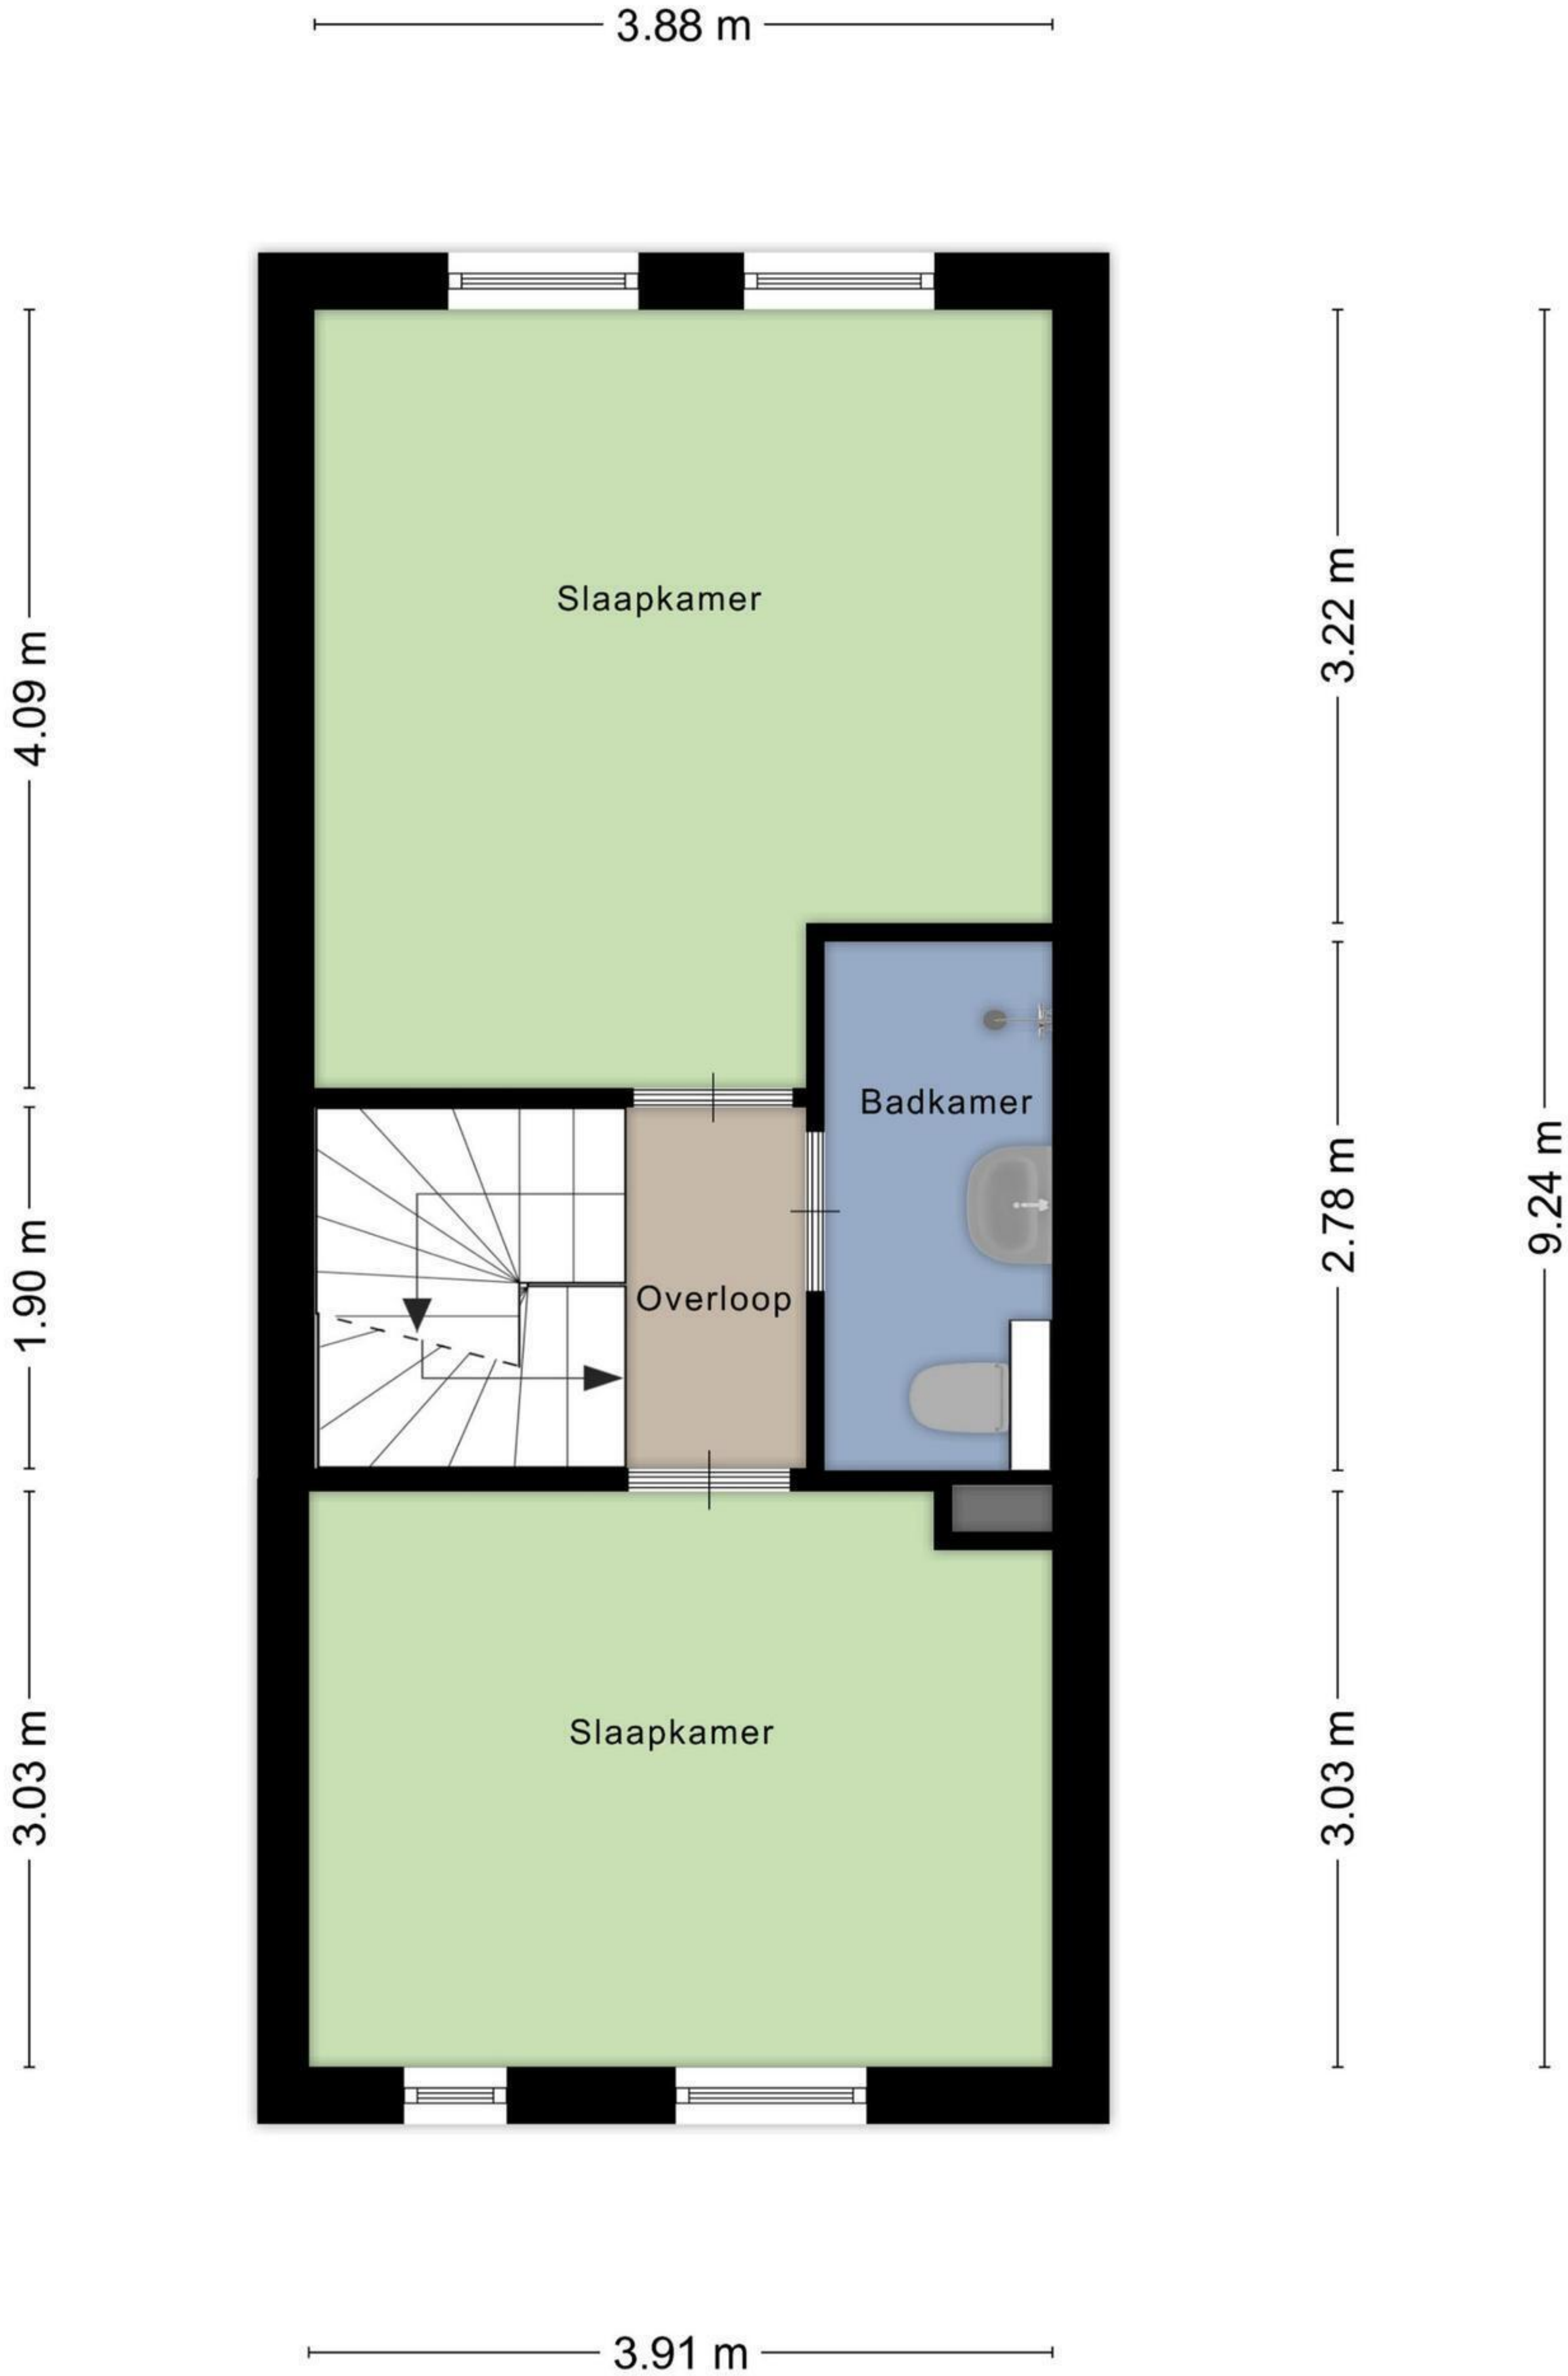 3.88 m
Slaapkamer
3.22 m
4.09 m
Badkamer
2.78 m
9.24 m
1.90 m
Overloop
Slaapkamer
3.03 m
3.03 m
3.91 m